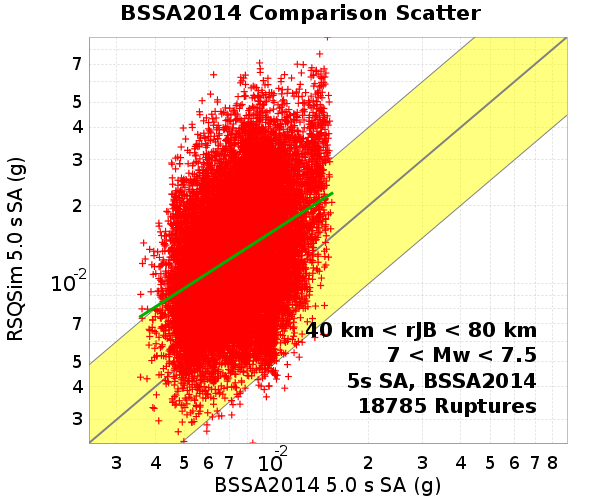 BSSA2014 Comparison Scatter
RSQSim 5.0 s SA (g)
7
5
4
3
2
10-2
7
5
4
3
40 km < rJB < 80 km
7 < Mw < 7.5
5s SA, BSSA2014
18785 Ruptures
3 4 5 6 7 10-2 2 3 4 5 6 7 8
BSSA2014 5.0 s SA (g)